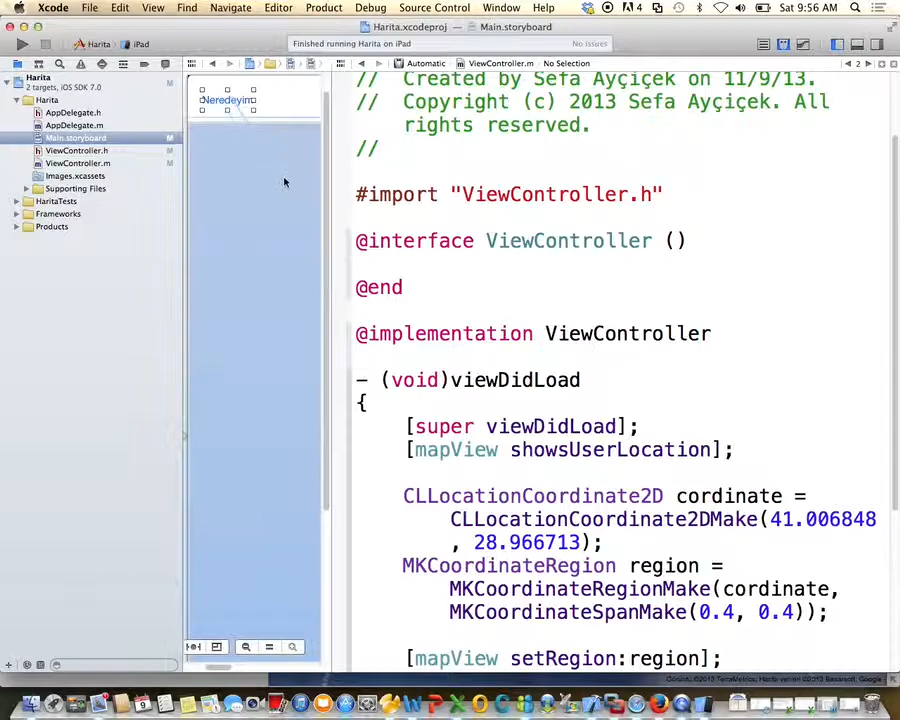 Xcode File Edit View Find Navigate Editor Product Debug Source Control Window Help 4 Sat 9:56 AM
Harita.xcodeproj — Main.storyboard
Harita iPad
Finished running Harita on iPad No Issues
Automatic ViewController.m No Selection 2
Harita M
2 targets, iOS SDK 7.0
Harita
AppDelegate.h
AppDelegate.m
Main.storyboard M
ViewController.h M
ViewController.m M
Images.xcassets
Supporting Files
HaritaTests
Frameworks
Products
Neredeyim
// Created by Sefa Ayçiçek on 11/9/13.
// Copyright (c) 2013 Sefa Ayçiçek. All
rights reserved.
//
#import "ViewController.h"
@interface ViewController ()
@end
@implementation ViewController
- (void)viewDidLoad
{
[super viewDidLoad];
[mapView showsUserLocation];
CLLocationCoordinate2D cordinate =
CLLocationCoordinate2DMake(41.006848
, 28.966713);
MKCoordinateRegion region =
MKCoordinateRegionMake(cordinate,
MKCoordinateSpanMake(0.4, 0.4));
[mapView setRegion:region];